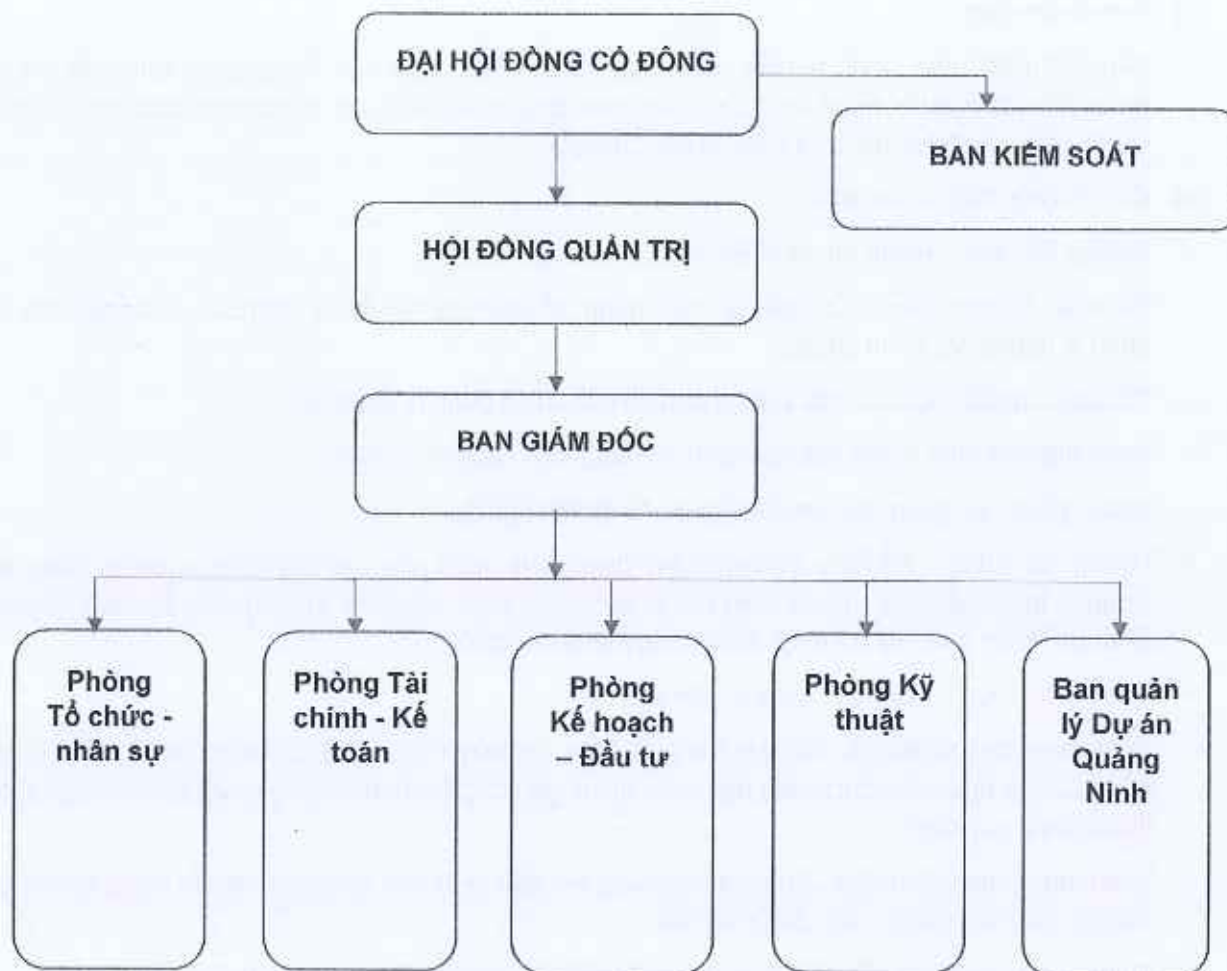 ĐẠI HỘI ĐỒNG CỔ ĐÔNG
BAN KIỂM SOÁT
HỘI ĐỒNG QUẢN TRỊ
BAN GIÁM ĐỐC
Phòng
Tổ chức -
nhân sự
Phòng Tài
chính - Kế
toán
Phòng
Kế hoạch
– Đầu tư
Phòng Kỹ
thuật
Ban quản
lý Dự án
Quảng
Ninh